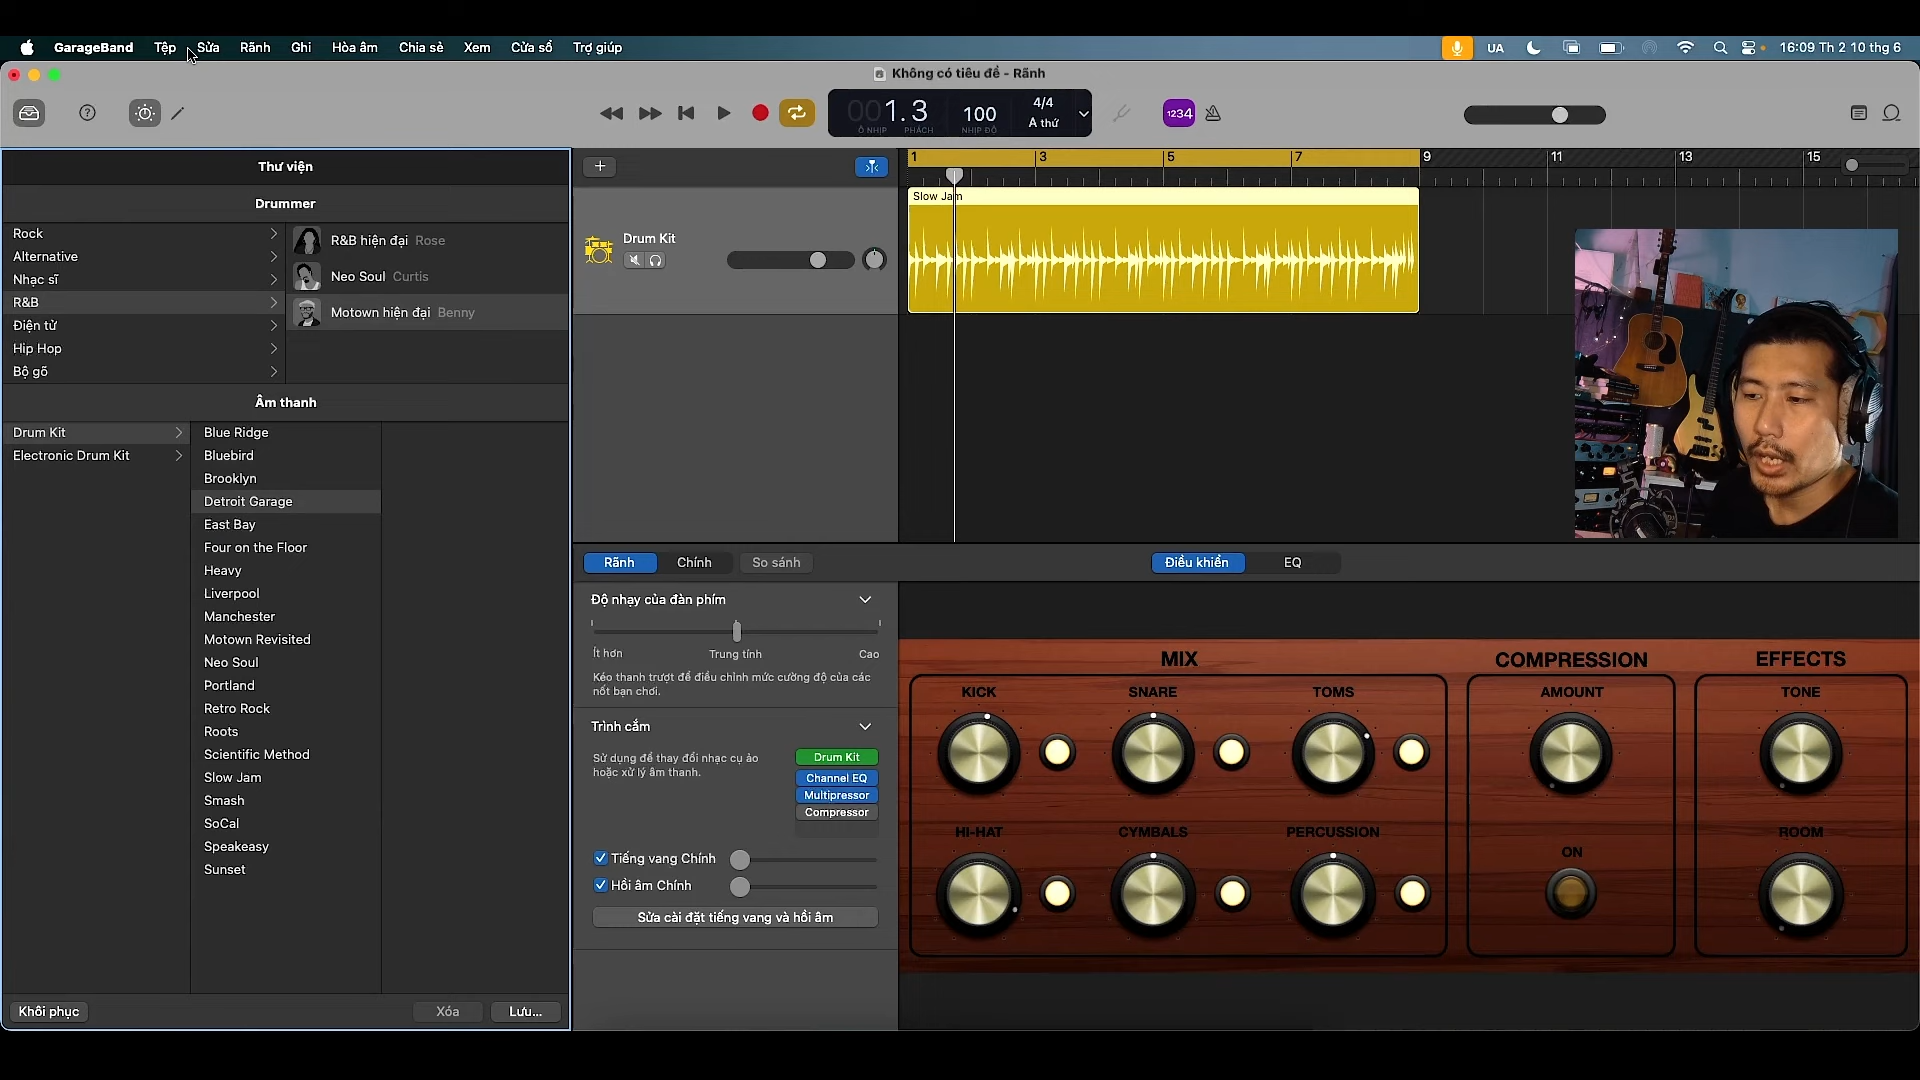 GarageBand Tệp Sửa Rãnh Ghi Hòa âm Chia sẻ Xem Cửa sổ Trợ giúp UA 16:09 Th 2 10 thg 6
Không có tiêu đề - Rãnh
001.3 100 4/4
Ô NHỊP PHÁCH NHỊP ĐỘ A thứ
1234
Thư viện
Drummer
Rock
Alternative
Nhạc sĩ
R&B
Điện tử
Hip Hop
Bộ gõ
R&B hiện đại Rose
Neo Soul Curtis
Motown hiện đại Benny
Âm thanh
Drum Kit
Electronic Drum Kit
Blue Ridge
Bluebird
Brooklyn
Detroit Garage
East Bay
Four on the Floor
Heavy
Liverpool
Manchester
Motown Revisited
Neo Soul
Portland
Retro Rock
Roots
Scientific Method
Slow Jam
Smash
SoCal
Speakeasy
Sunset
Khôi phục Xóa Lưu...
1 3 5 7 9 11 13 15
Slow Jam
Drum Kit
Rãnh Chính So sánh Điều khiển EQ
Độ nhạy của đàn phím
Ít hơn Trung tính Cao
Kéo thanh trượt để điều chỉnh mức cường độ của các
nốt bạn chơi.
Trình cắm
Sử dụng để thay đổi nhạc cụ ảo
hoặc xử lý âm thanh.
Drum Kit
Channel EQ
Multipressor
Compressor
Tiếng vang Chính
Hồi âm Chính
Sửa cài đặt tiếng vang và hồi âm
MIX COMPRESSION EFFECTS
KICK SNARE TOMS AMOUNT TONE
HI-HAT CYMBALS PERCUSSION ON ROOM